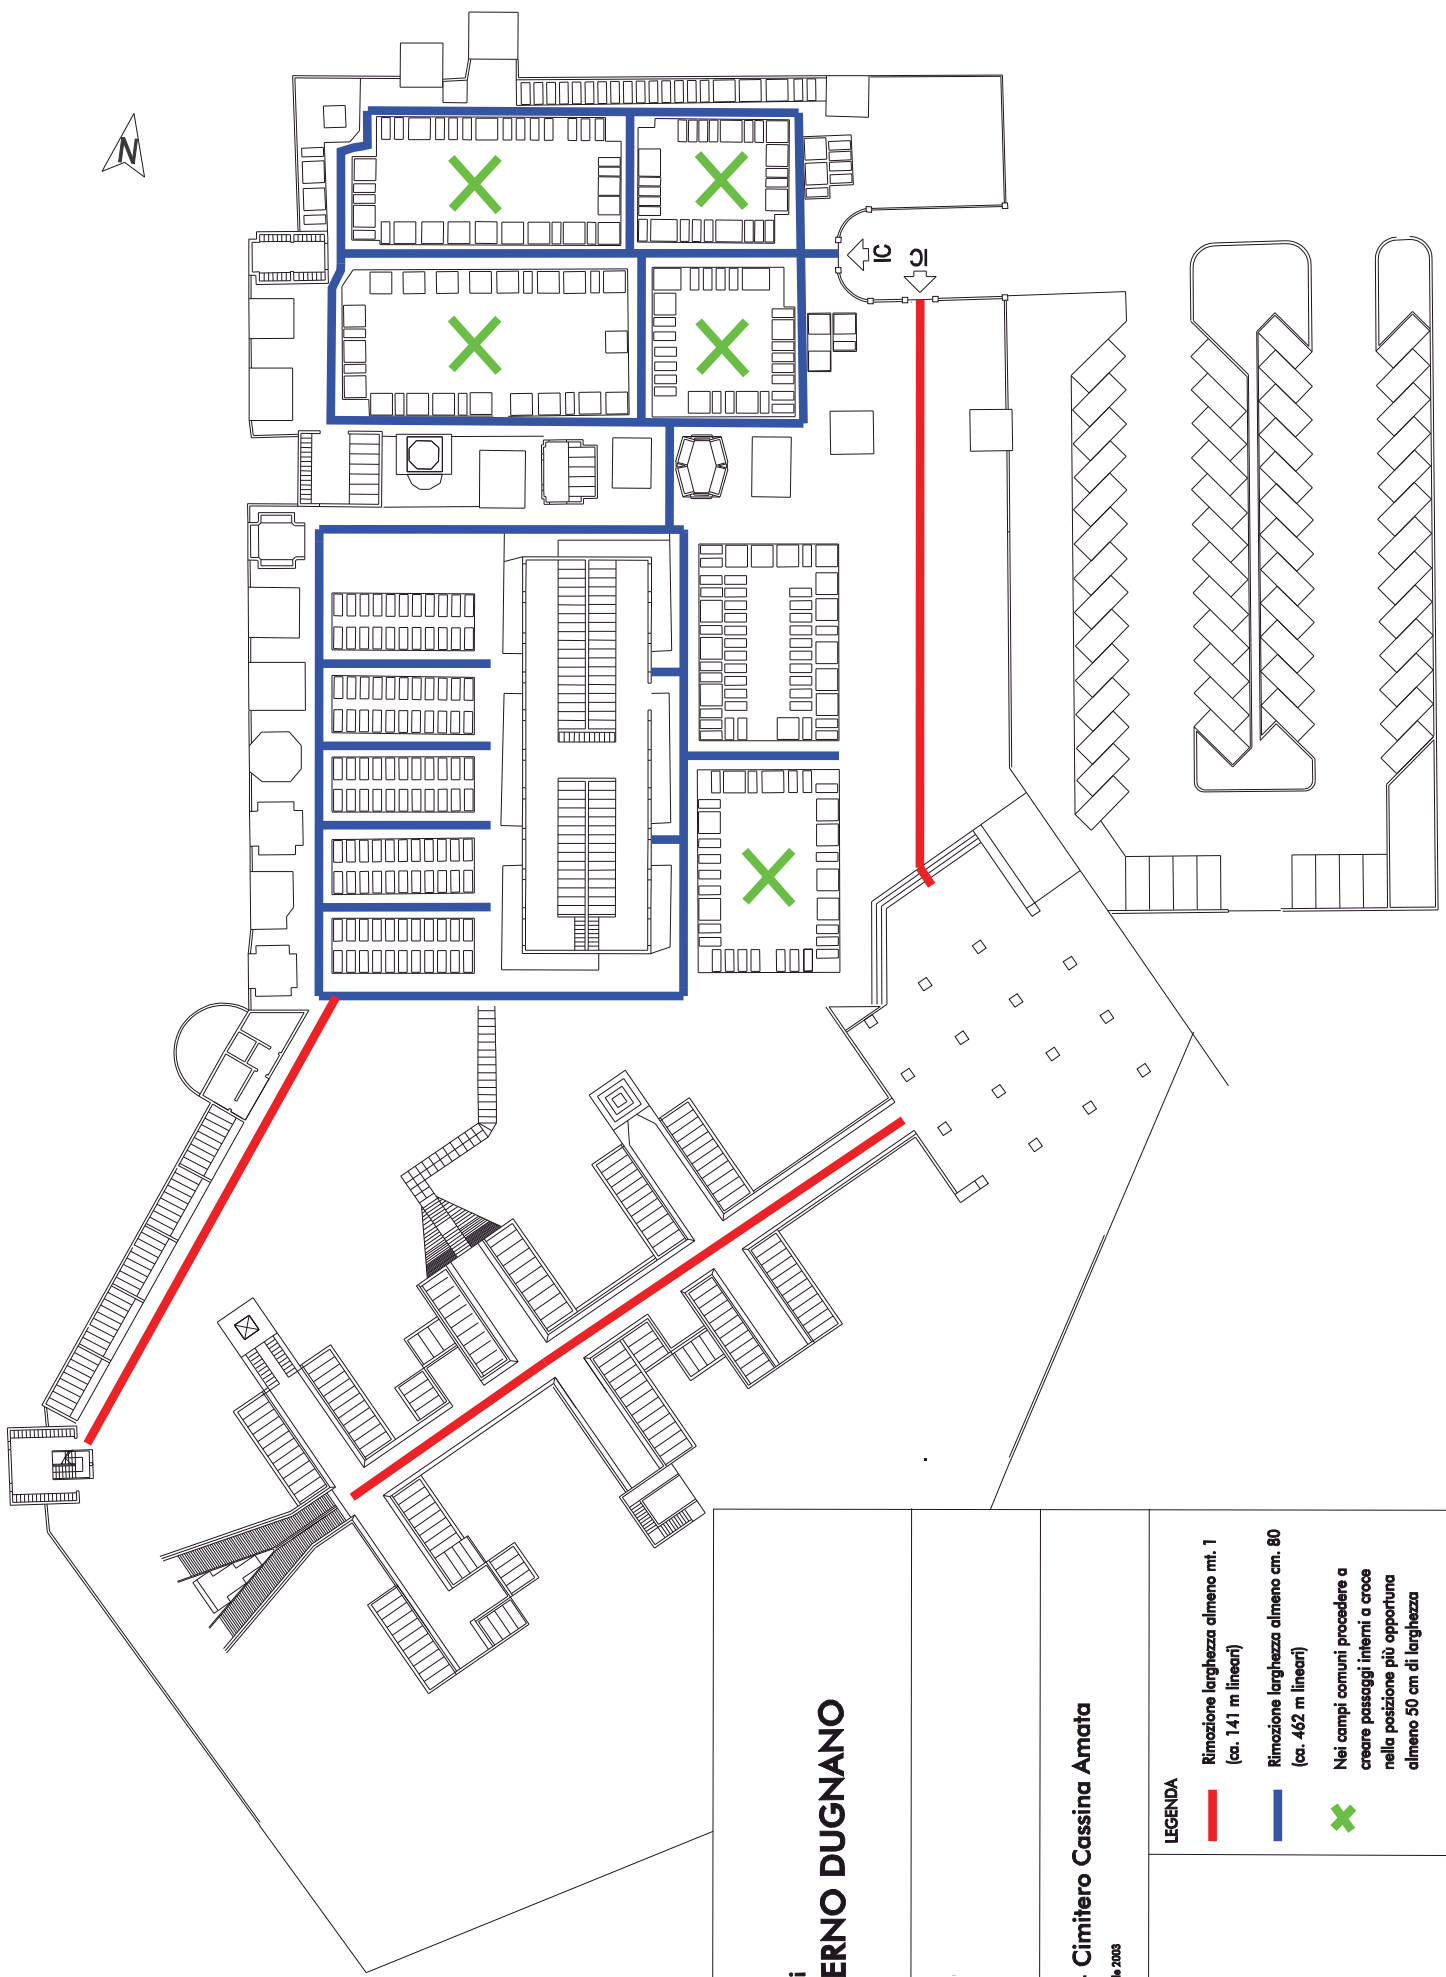 N
IC
IC
i
ERNO DUGNANO
Cimitero Cassina Amata
le 2003
LEGENDA
Rimozione larghezza almeno mt. 1
(ca. 141 m lineari)
Rimozione larghezza almeno cm. 80
(ca. 462 m lineari)
Nei campi comuni procedere a
creare passaggi interni a croce
nella posizione più opportuna
almeno 50 cm di larghezza